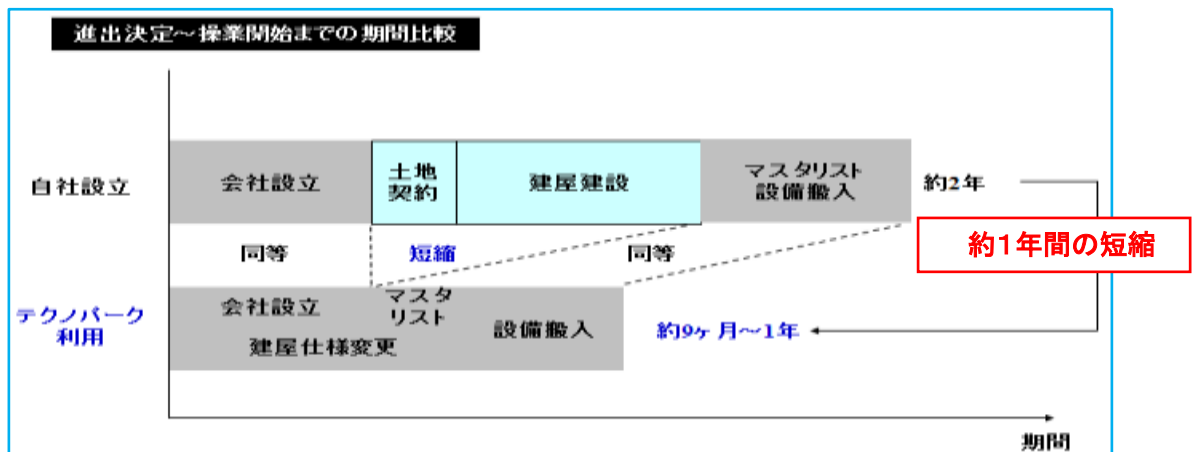 進出決定～操業開始までの期間比較
自社設立
会社設立
土地
契約
建屋建設
マスタリスト
設備搬入
約2年
同等
短縮
同等
約1年間の短縮
テクノパーク
利用
会社設立
マスタ
リスト
建屋仕様変更
設備搬入
約9ヶ月～1年
期間